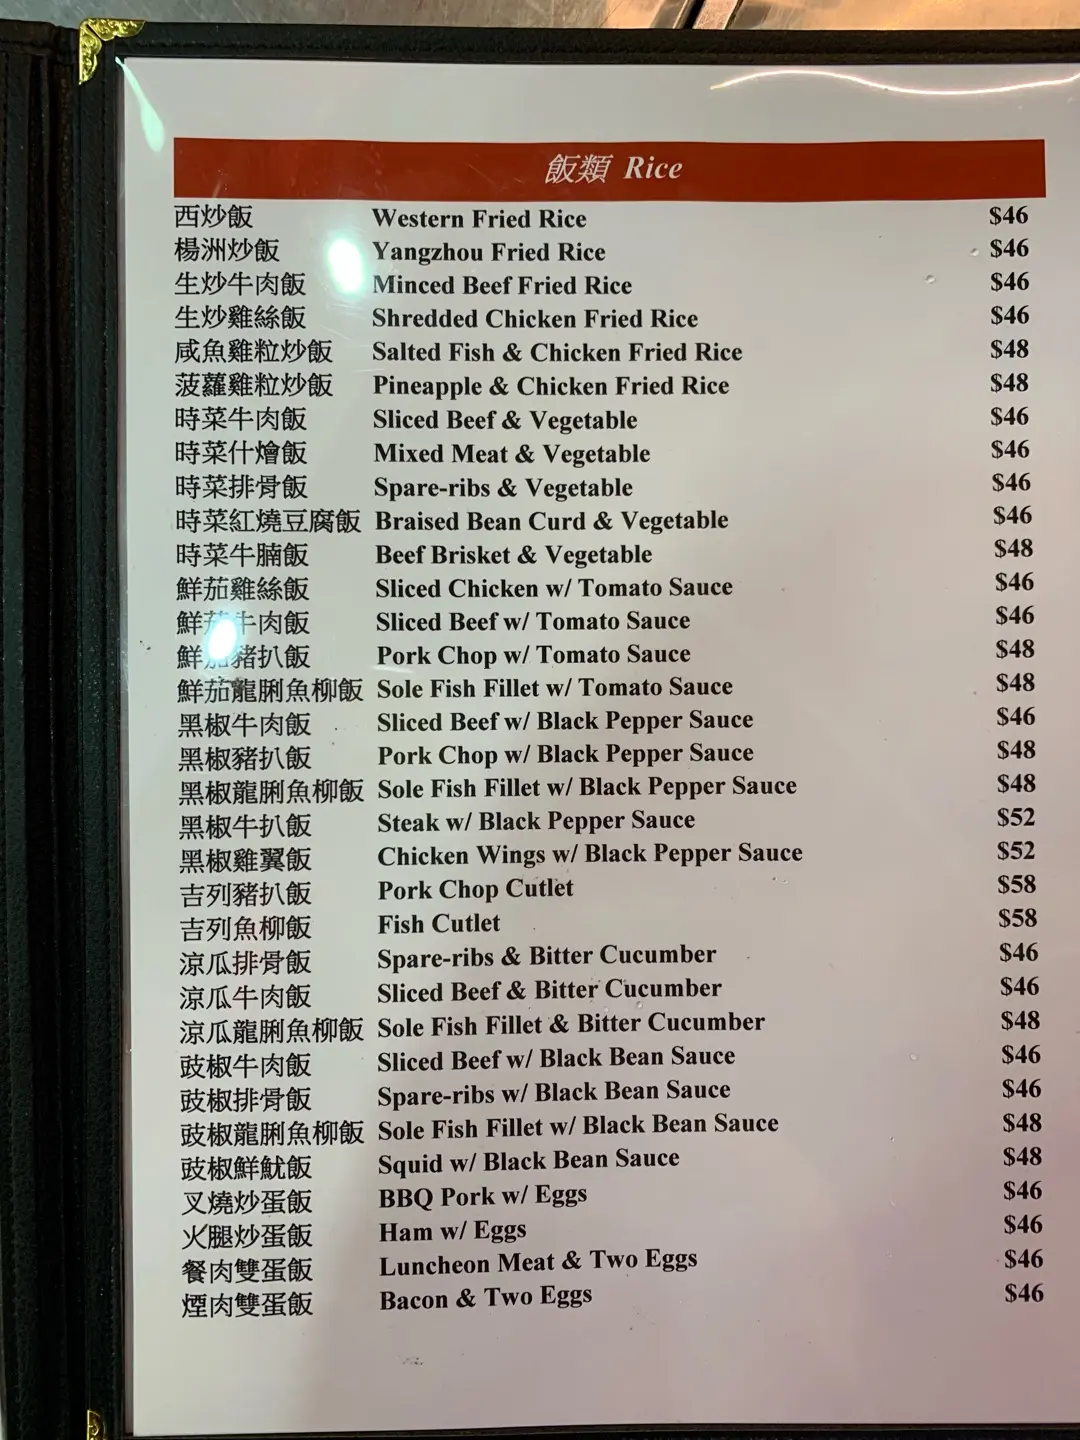 飯類 Rice
西炒飯 Western Fried Rice $46
楊洲炒飯 Yangzhou Fried Rice $46
生炒牛肉飯 Minced Beef Fried Rice $46
生炒雞絲飯 Shredded Chicken Fried Rice $46
咸魚雞粒炒飯 Salted Fish & Chicken Fried Rice $48
菠蘿雞粒炒飯 Pineapple & Chicken Fried Rice $48
時菜牛肉飯 Sliced Beef & Vegetable $46
時菜什燴飯 Mixed Meat & Vegetable $46
時菜排骨飯 Spare-ribs & Vegetable $46
時菜紅燒豆腐飯 Braised Bean Curd & Vegetable $46
時菜牛腩飯 Beef Brisket & Vegetable $48
鮮茄雞絲飯 Sliced Chicken w/ Tomato Sauce $46
鮮茄牛肉飯 Sliced Beef w/ Tomato Sauce $46
鮮茄豬扒飯 Pork Chop w/ Tomato Sauce $48
鮮茄龍脷魚柳飯 Sole Fish Fillet w/ Tomato Sauce $48
黑椒牛肉飯 Sliced Beef w/ Black Pepper Sauce $46
黑椒豬扒飯 Pork Chop w/ Black Pepper Sauce $48
黑椒龍脷魚柳飯 Sole Fish Fillet w/ Black Pepper Sauce $48
黑椒牛扒飯 Steak w/ Black Pepper Sauce $52
黑椒雞翼飯 Chicken Wings w/ Black Pepper Sauce $52
吉列豬扒飯 Pork Chop Cutlet $58
吉列魚柳飯 Fish Cutlet $58
涼瓜排骨飯 Spare-ribs & Bitter Cucumber $46
涼瓜牛肉飯 Sliced Beef & Bitter Cucumber $46
涼瓜龍脷魚柳飯 Sole Fish Fillet & Bitter Cucumber $48
豉椒牛肉飯 Sliced Beef w/ Black Bean Sauce $46
豉椒排骨飯 Spare-ribs w/ Black Bean Sauce $46
豉椒龍脷魚柳飯 Sole Fish Fillet w/ Black Bean Sauce $48
豉椒鮮魷飯 Squid w/ Black Bean Sauce $48
叉燒炒蛋飯 BBQ Pork w/ Eggs $46
火腿炒蛋飯 Ham w/ Eggs $46
餐肉雙蛋飯 Luncheon Meat & Two Eggs $46
煙肉雙蛋飯 Bacon & Two Eggs $46